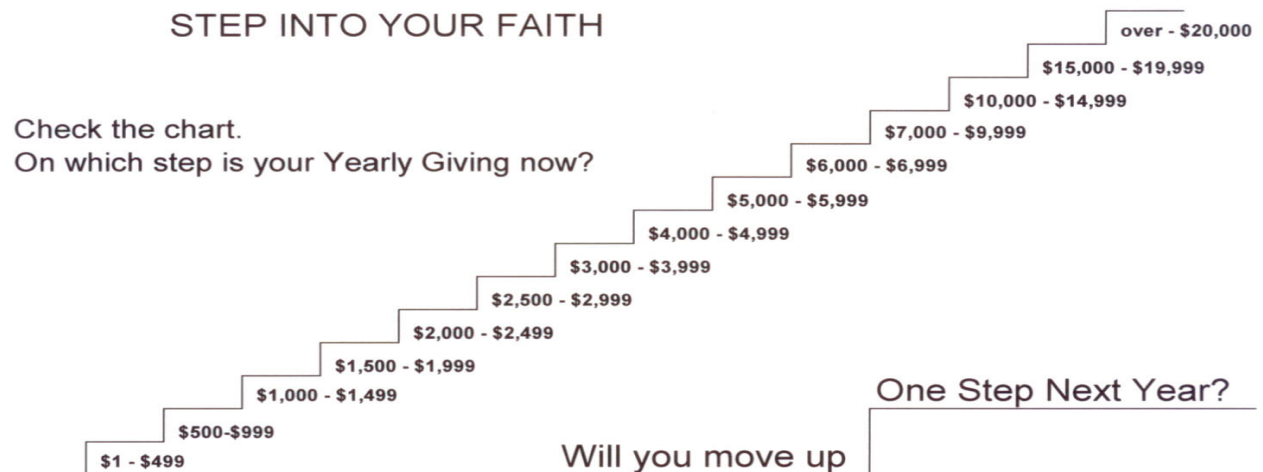 STEP INTO YOUR FAITH
over - $20,000
$15,000 - $19,999
$10,000 - $14,999
Check the chart.
$7,000 - $9,999
On which step is your Yearly Giving now?
$6,000 - $6,999
$5,000 - $5,999
$4,000 - $4,999
$3,000 - $3,999
$2,500 - $2,999
$2,000 - $2,499
$1,500 - $1,999
$1,000 - $1,499
$500-$999
$1 - $499
Will you move up
One Step Next Year?